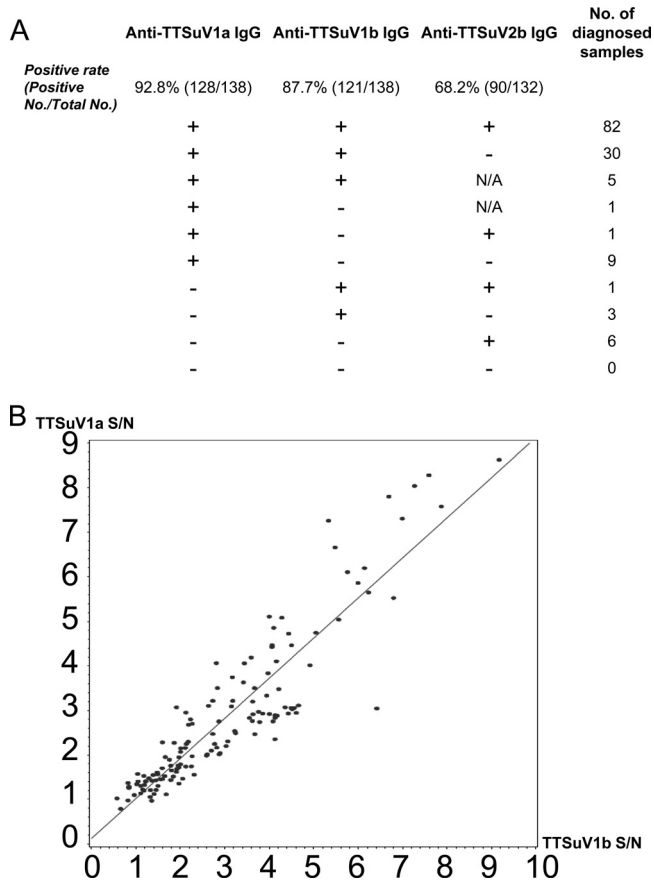 A
Anti-TTSuV1a IgG Anti-TTSuV1b IgG Anti-TTSuV2b IgG No. of diagnosed samples
Positive rate
(Positive
No./Total No.) 92.8% (128/138) 87.7% (121/138) 68.2% (90/132)
+ + + 82
+ + - 30
+ + N/A 5
+ - N/A 1
+ - + 1
+ - - 9
- + + 1
- + - 3
- - + 6
- - - 0
B
TTSuV1a S/N
9
8
7
6
5
4
3
2
1
0
TTSuV1b S/N
0 1 2 3 4 5 6 7 8 9 10